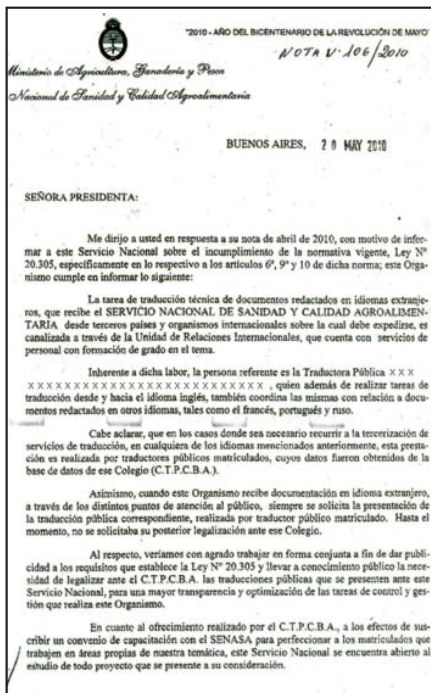 "2010 - AÑO DEL BICENTENARIO DE LA REVOLUCIÓN DE MAYO"
NOTA Nº 106/2010
Ministerio de Agricultura, Ganadería y Pesca
Nacional de Sanidad y Calidad Agroalimentaria
BUENOS AIRES, 20 MAY 2010
SEÑORA PRESIDENTA:
Me dirijo a usted en respuesta a su nota de abril de 2010, con motivo de infor-
mar a este Servicio Nacional sobre el incumplimiento de la normativa vigente, Ley Nº
20.305, específicamente en lo respectivo a los artículos 6º, 9º y 10 de dicha norma; este Orga-
nismo cumple en informar lo siguiente:
La tarea de traducción técnica de documentos redactados en idiomas extranje-
ros, que recibe el SERVICIO NACIONAL DE SANIDAD Y CALIDAD AGROALIMEN-
TARIA desde terceros países y organismos internacionales sobre la cual debe expedirse, es
canalizada a través de la Unidad de Relaciones Internacionales, que cuenta con servicios de
personal con formación de grado en el tema.
Inherente a dicha labor, la persona referente es la Traductora Pública X X X
X X X X X X X X X X X X X X X X X X X X X X X X X X X , quien además de realizar tareas de
traducción desde y hacia el idioma inglés, también coordina las mismas con relación a docu-
mentos redactados en otros idiomas, tales como el francés, portugués y ruso.
Cabe aclarar, que en los casos donde sea necesario recurrir a la tercerización de
servicios de traducción, en cualquiera de los idiomas mencionados anteriormente, esta presta-
ción es realizada por traductores públicos matriculados, cuyos datos fueron obtenidos de la
base de datos de ese Colegio (C.T.P.C.B.A.).
Asimismo, cuando este Organismo recibe documentación en idioma extranjero,
a través de los distintos puntos de atención al público, siempre se solicita la presentación de
la traducción pública correspondiente, realizada por traductor público matriculado. Hasta el
momento, no se solicitaba su posterior legalización ante ese Colegio.
Al respecto, veríamos con agrado trabajar en forma conjunta a fin de dar publi-
cidad a los requisitos que establece la Ley Nº 20.305 y llevar a conocimiento público la nece-
sidad de legalizar ante el C.T.P.C.B.A. las traducciones públicas que se presenten ante este
Servicio Nacional, para una mayor transparencia y optimización de las tareas de control y ges-
tión que realiza este Organismo.
En cuanto al ofrecimiento realizado por el C.T.P.C.B.A., a los efectos de sus-
cribir un convenio de capacitación con el SENASA para perfeccionar a los matriculados que
trabajen en áreas propias de nuestra temática, este Servicio Nacional se encuentra abierto al
estudio de todo proyecto que se presente a su consideración.